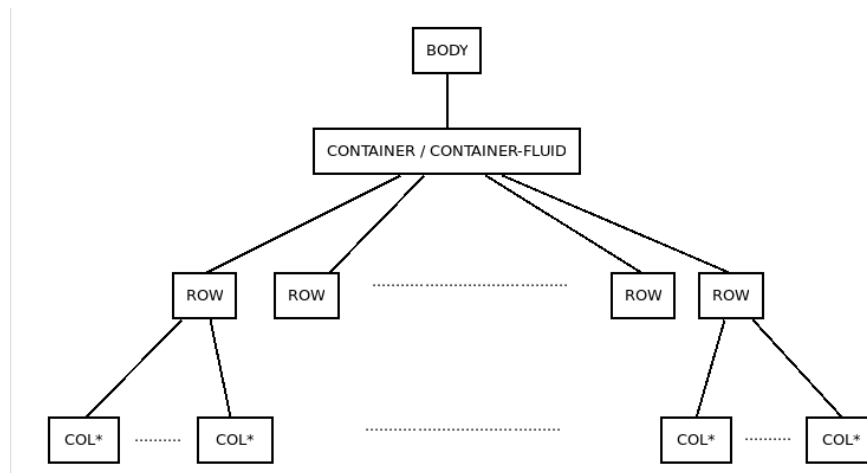 BODY
CONTAINER / CONTAINER-FLUID
ROW
ROW
ROW
ROW
COL*
COL*
COL*
COL*